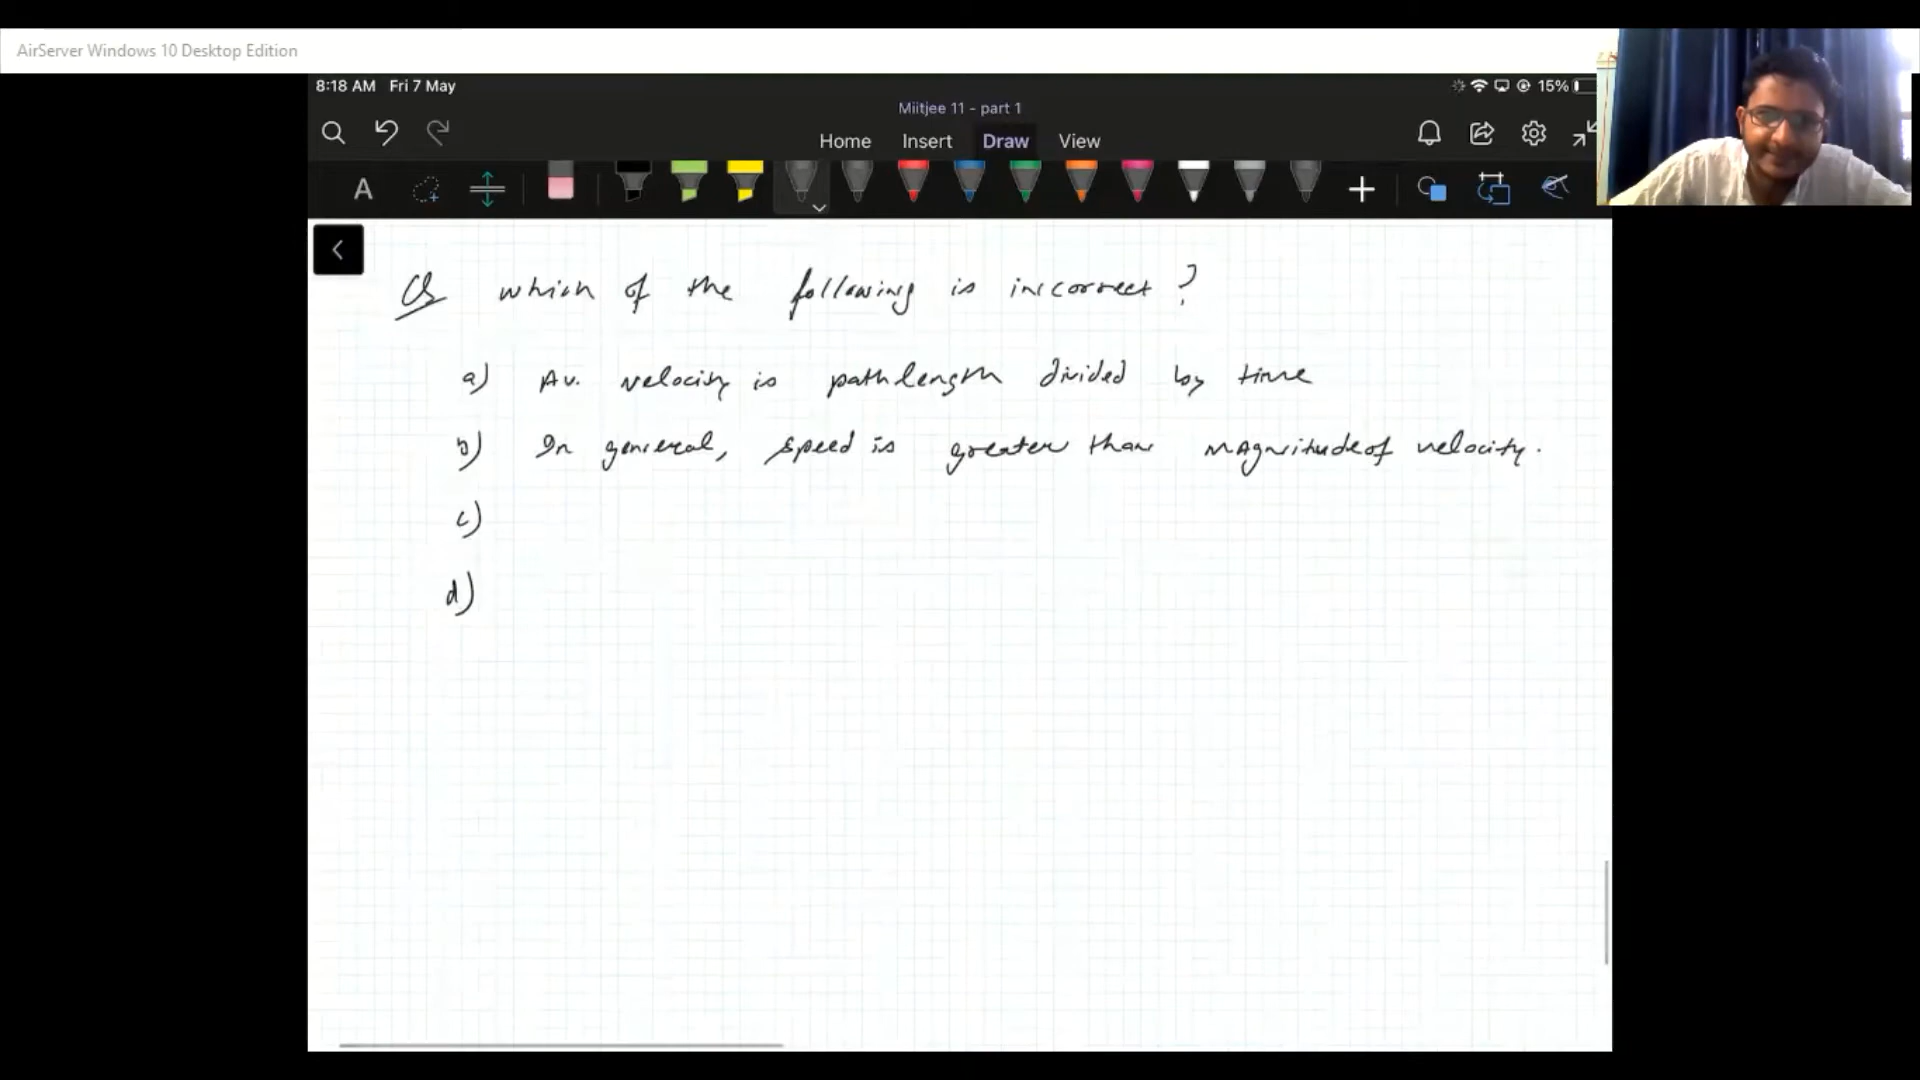 AirServer Windows 10 Desktop Edition
8:18 AM Fri 7 May
15%
Miitjee 11 - part 1
Home Insert Draw View
A
Q which of the following is incorrect ?
a) Av. velocity is path length divided by time
b) In general, speed is greater than magnitude of velocity.
c)
d)